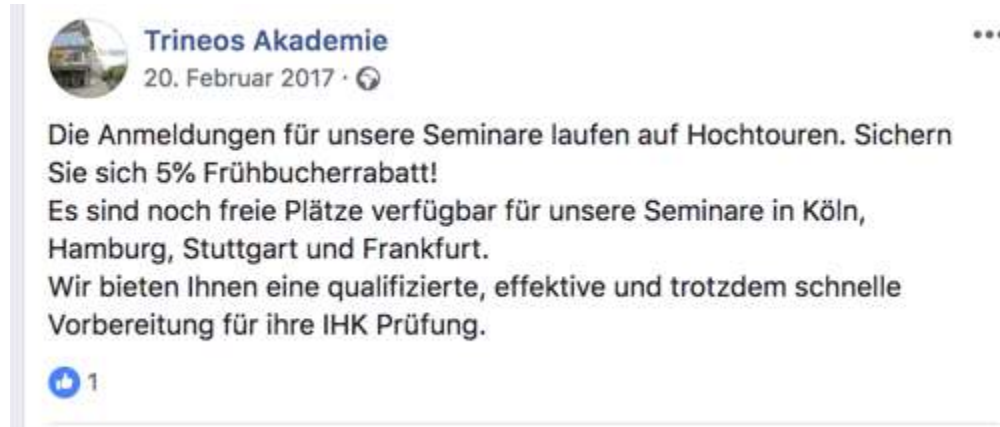 Trineos Akademie
20. Februar 2017 ·
Die Anmeldungen für unsere Seminare laufen auf Hochtouren. Sichern
Sie sich 5% Frühbucherrabatt!
Es sind noch freie Plätze verfügbar für unsere Seminare in Köln,
Hamburg, Stuttgart und Frankfurt.
Wir bieten Ihnen eine qualifizierte, effektive und trotzdem schnelle
Vorbereitung für ihre IHK Prüfung.
1